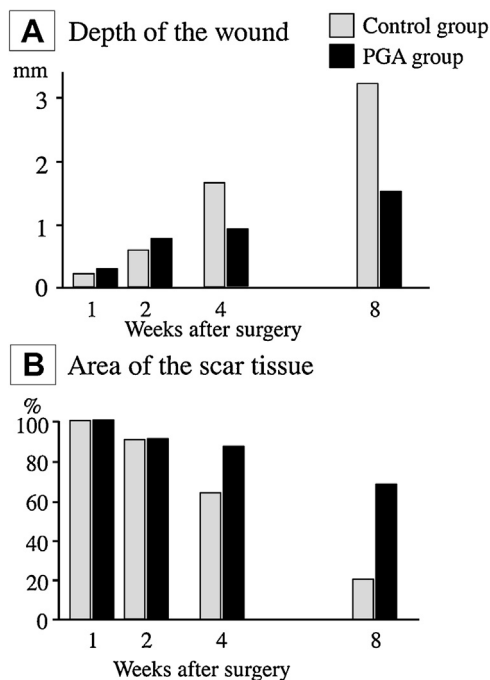 A Depth of the wound
Control group
PGA group
mm
3
2
1
0
1 2 4 8
Weeks after surgery
B Area of the scar tissue
%
100
80
60
40
20
0
1 2 4 8
Weeks after surgery